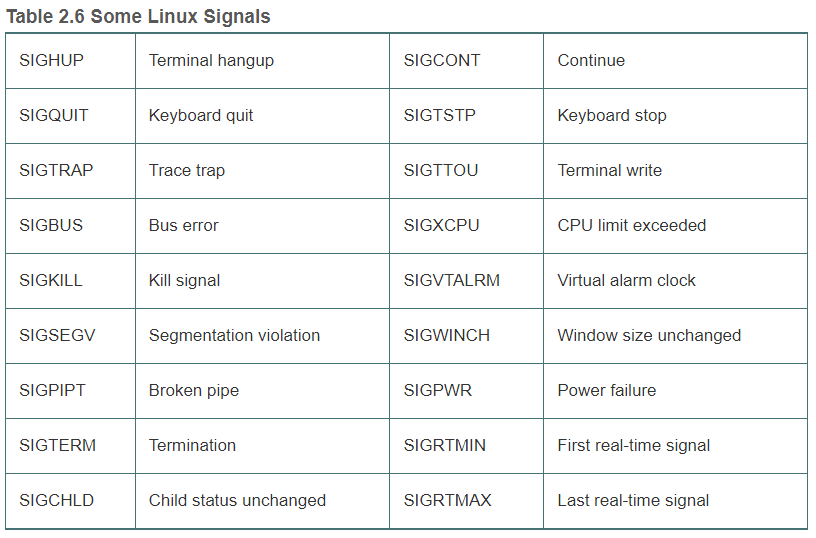 Table 2.6 Some Linux Signals
SIGHUP Terminal hangup SIGCONT Continue
SIGQUIT Keyboard quit SIGTSTP Keyboard stop
SIGTRAP Trace trap SIGTTOU Terminal write
SIGBUS Bus error SIGXCPU CPU limit exceeded
SIGKILL Kill signal SIGVTALRM Virtual alarm clock
SIGSEGV Segmentation violation SIGWINCH Window size unchanged
SIGPIPT Broken pipe SIGPWR Power failure
SIGTERM Termination SIGRTMIN First real-time signal
SIGCHLD Child status unchanged SIGRTMAX Last real-time signal